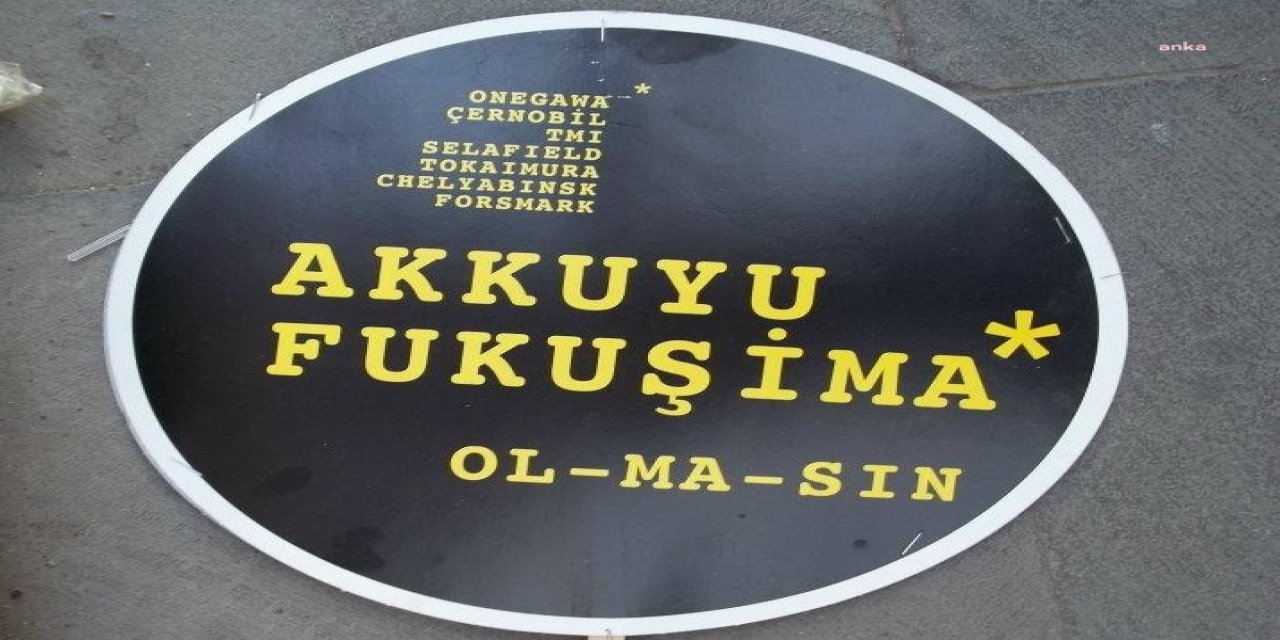 anka
ONEGAWA *
ÇERNOBİL
TMI
SELAFIELD
TOKAIMURA
CHELYABINSK
FORSMARK
AKKUYU
FUKUŞİMA*
OL-MA-SIN